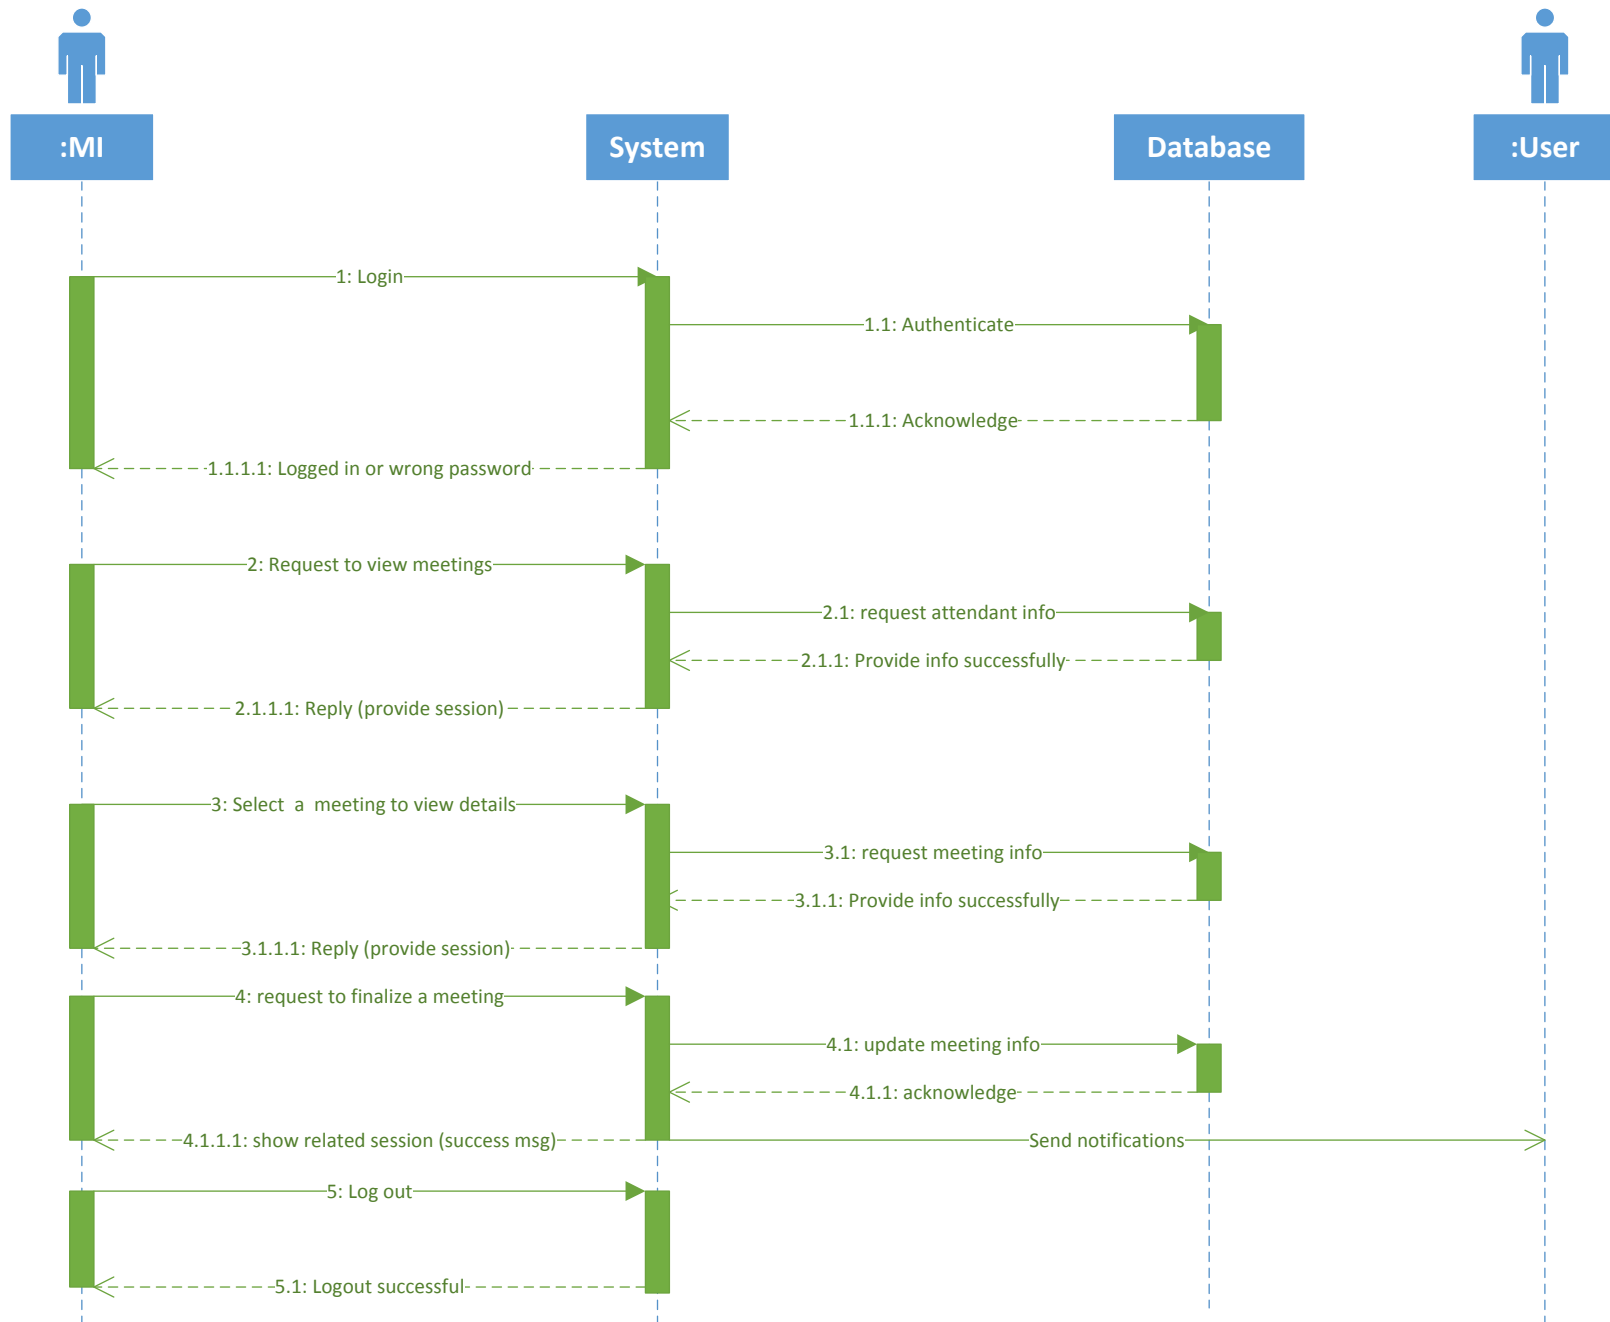 :MI
System
Database
:User
1: Login
1.1: Authenticate
1.1.1: Acknowledge
1.1.1.1: Logged in or wrong password
2: Request to view meetings
2.1: request attendant info
2.1.1: Provide info successfully
2.1.1.1: Reply (provide session)
3: Select  a  meeting to view details
3.1: request meeting info
3.1.1: Provide info successfully
3.1.1.1: Reply (provide session)
4: request to finalize a meeting
4.1: update meeting info
4.1.1: acknowledge
4.1.1.1: show related session (success msg)
Send notifications
5: Log out
5.1: Logout successful